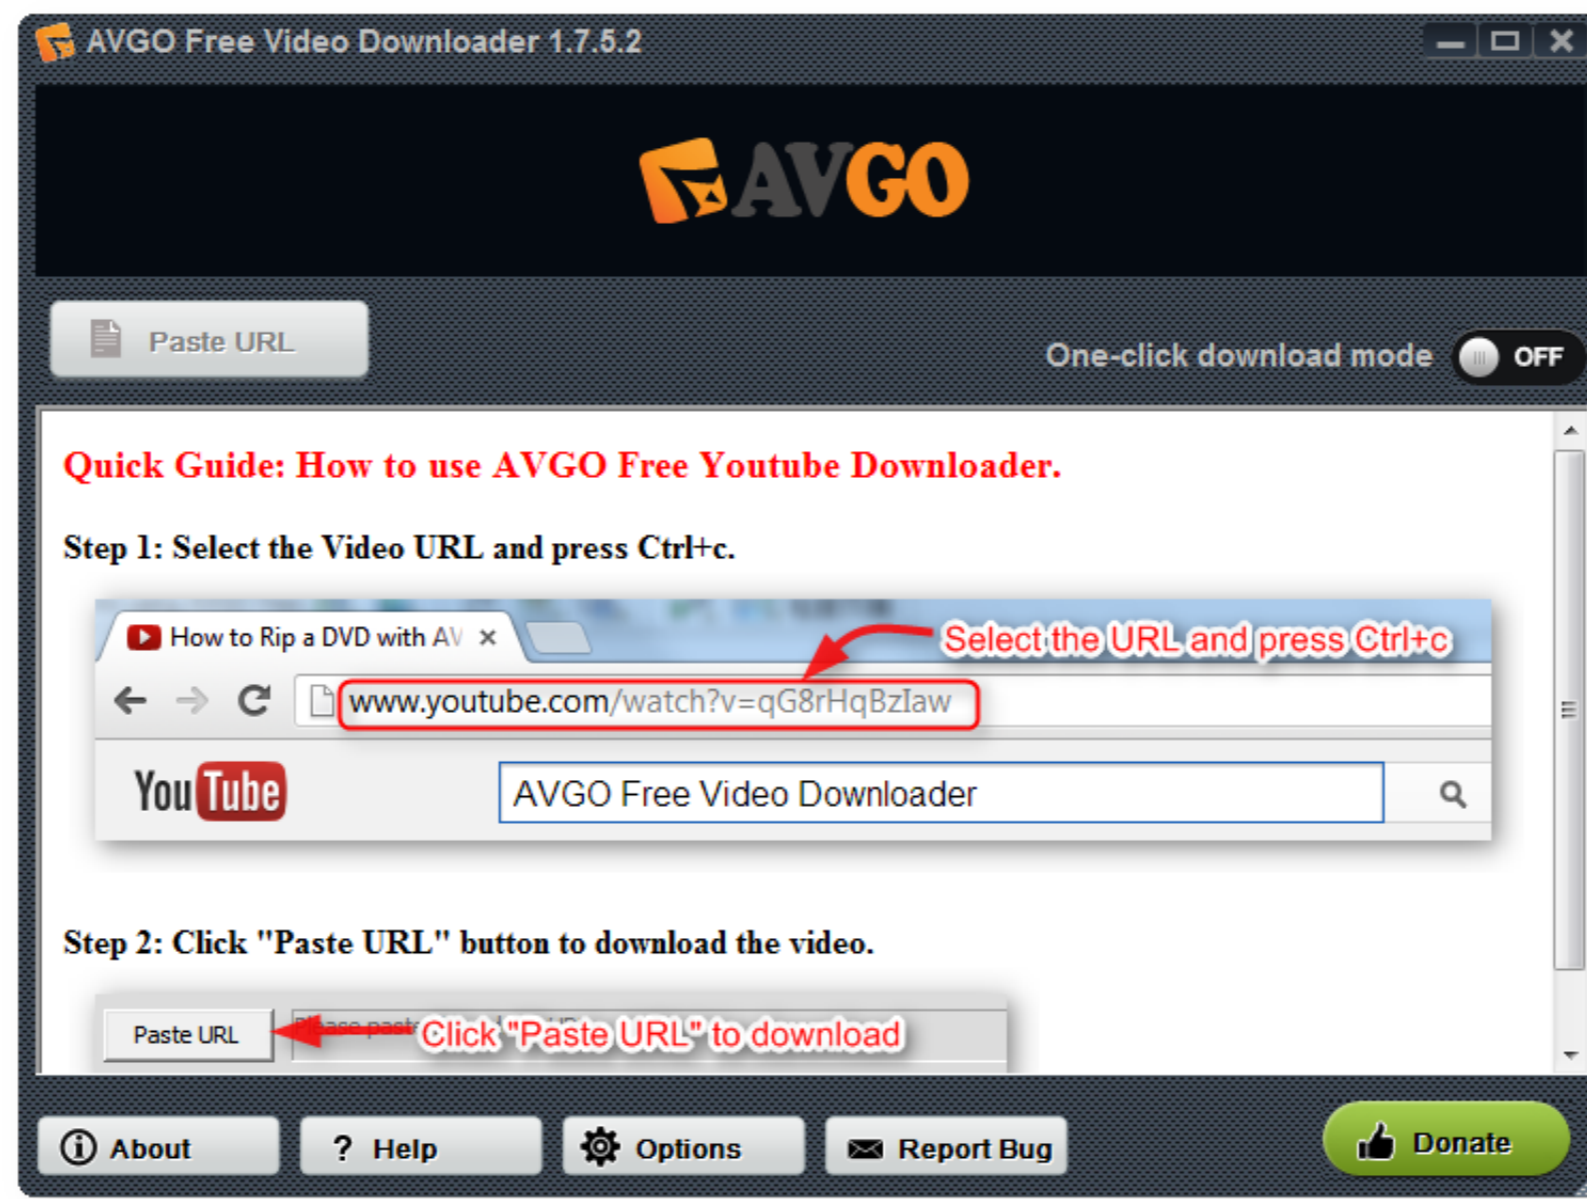 AVGO Free Video Downloader 1.7.5.2
AVGO
Paste URL
One-click download mode OFF
Quick Guide: How to use AVGO Free Youtube Downloader.
Step 1: Select the Video URL and press Ctrl+c.
How to Rip a DVD with AV
Select the URL and press Ctrl+c
www.youtube.com/watch?v=qG8rHqBzIaw
YouTube
AVGO Free Video Downloader
Step 2: Click "Paste URL" button to download the video.
Paste URL
Please paste
Click "Paste URL" to download
About
? Help
Options
Report Bug
Donate